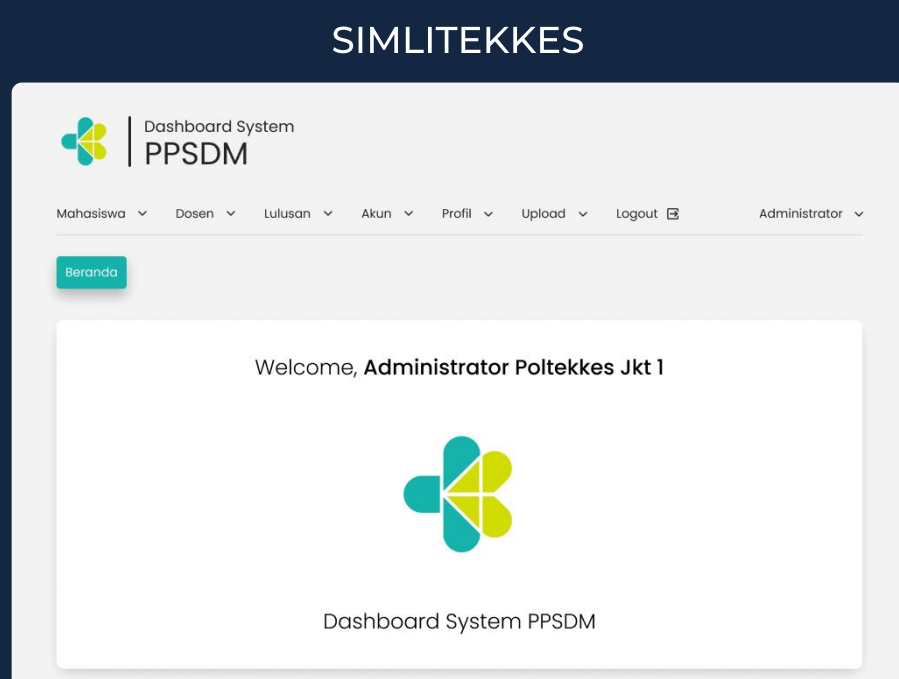 SIMLITEKKES
Dashboard System
PPSDM
Mahasiswa Dosen Lulusan Akun Profil Upload Logout Administrator
Beranda
Welcome, Administrator Poltekkes Jkt 1
Dashboard System PPSDM